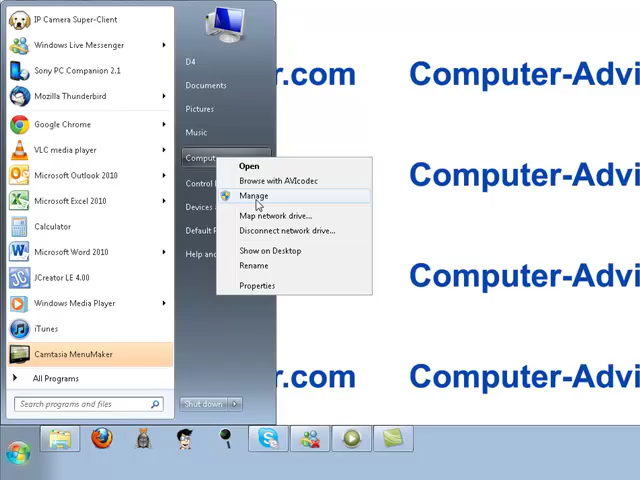 IP Camera Super-Client
Windows Live Messenger
Sony PC Companion 2.1
Mozilla Thunderbird
Google Chrome
VLC media player
Microsoft Outlook 2010
Microsoft Excel 2010
Calculator
Microsoft Word 2010
JCreator LE 4.00
Windows Media Player
iTunes
Camtasia MenuMaker
All Programs
Search programs and files
D4
Documents
Pictures
Music
Comput
Control
Devices
Default P
Help and
Shut down
Open
Browse with AVIcodec
Manage
Map network drive...
Disconnect network drive...
Show on Desktop
Rename
Properties
r.com Computer-Advi
Computer-Advi
Computer-Advi
r.com Computer-Advi